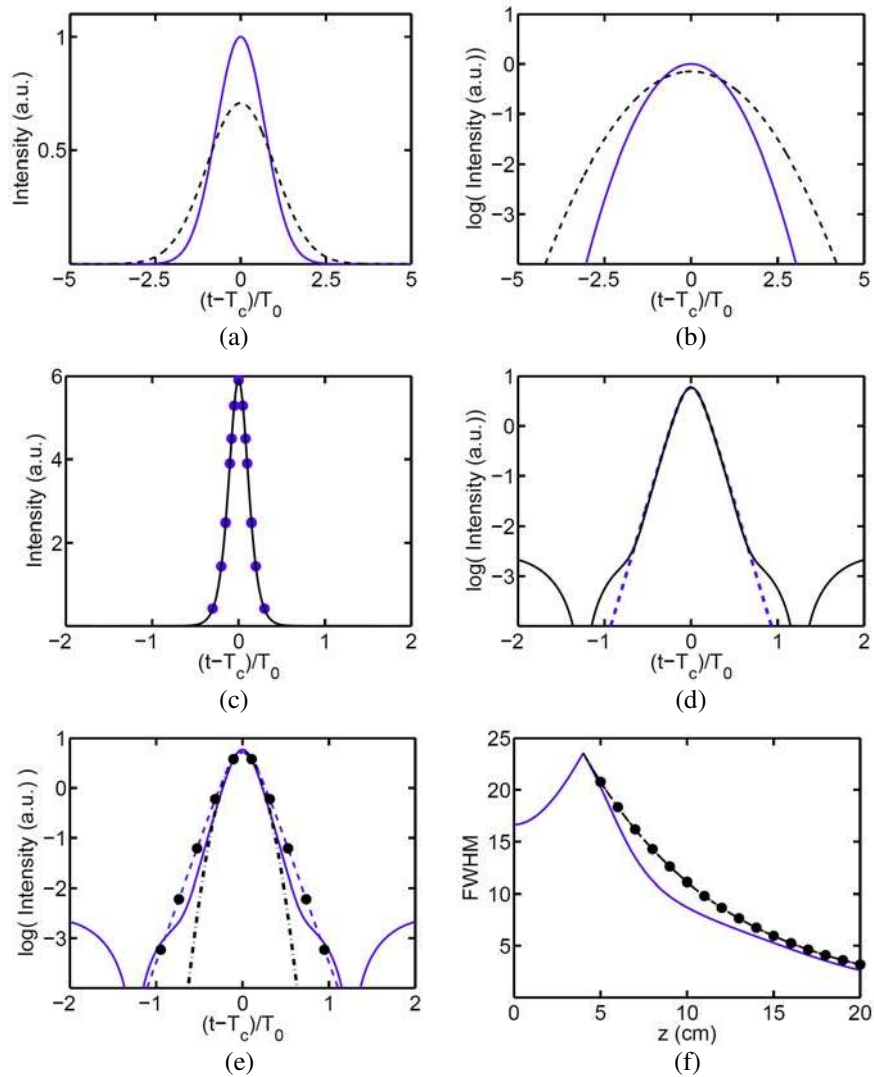 1
0.5
Intensity (a.u.)
−5 −2.5 0 2.5 5
(t−T_c)/T_0
(a)
1
0
−1
−2
−3
log( Intensity (a.u.))
−5 −2.5 0 2.5 5
(t−T_c)/T_0
(b)
6
4
2
Intensity (a.u.)
−2 −1 0 1 2
(t−T_c)/T_0
(c)
1
0
−1
−2
−3
log( Intensity (a.u.))
−2 −1 0 1 2
(t−T_c)/T_0
(d)
1
0
−1
−2
−3
log( Intensity (a.u.) )
−2 −1 0 1 2
(t−T_c)/T_0
(e)
25
20
15
10
5
FWHM
0 5 10 15 20
z (cm)
(f)